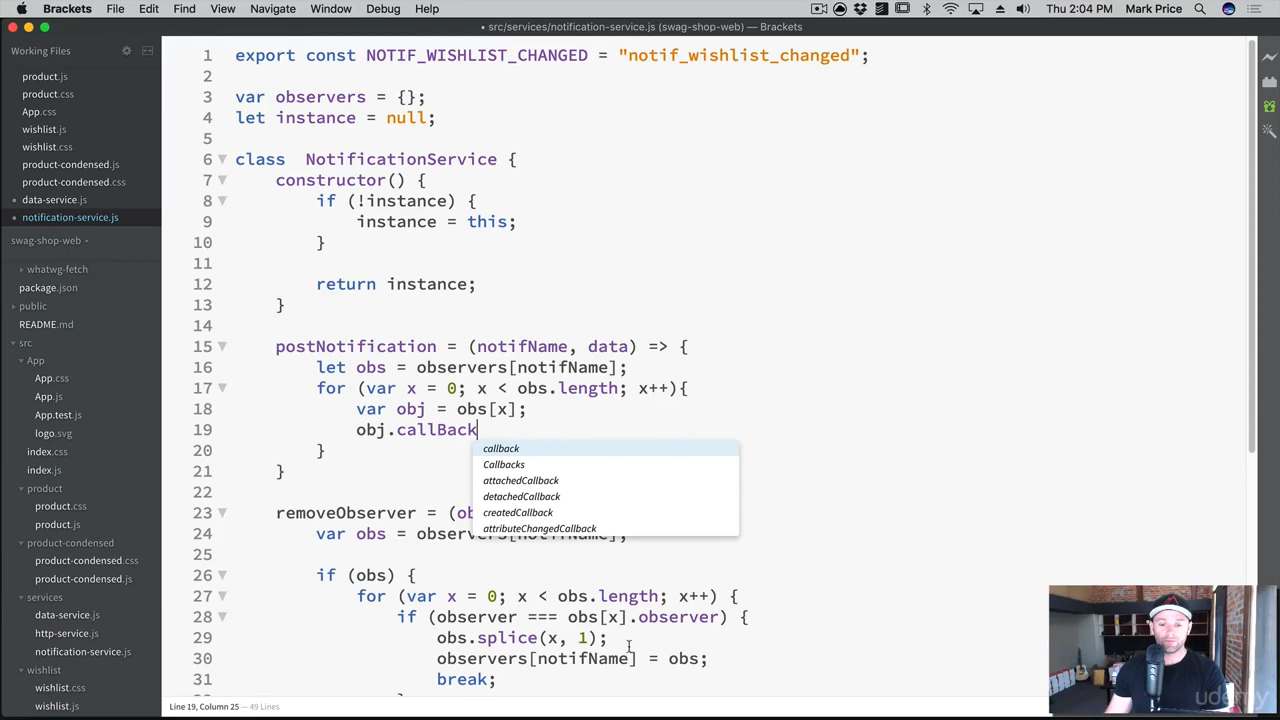 Brackets File Edit Find View Navigate Window Debug Help Thu 2:04 PM Mark Price
• src/services/notification-service.js (swag-shop-web) — Brackets
Working Files
product.js
product.css
App.css
wishlist.js
wishlist.css
product-condensed.js
product-condensed.css
data-service.js
notification-service.js
swag-shop-web
whatwg-fetch
package.json
public
README.md
src
App
App.css
App.js
App.test.js
logo.svg
index.css
index.js
product
product.css
product.js
product-condensed
product-condensed.css
product-condensed.js
services
data-service.js
http-service.js
notification-service.js
wishlist
wishlist.css
wishlist.js
1 export const NOTIF_WISHLIST_CHANGED = "notif_wishlist_changed";
2
3 var observers = {};
4 let instance = null;
5
6 class  NotificationService {
7 constructor() {
8 if (!instance) {
9 instance = this;
10 }
11
12 return instance;
13 }
14
15 postNotification = (notifName, data) => {
16 let obs = observers[notifName];
17 for (var x = 0; x < obs.length; x++){
18 var obj = obs[x];
19 obj.callBack
20 }
21 }
22
23 removeObserver = (ob
24 var obs = observers[notifName];
25
26 if (obs) {
27 for (var x = 0; x < obs.length; x++) {
28 if (observer === obs[x].observer) {
29 obs.splice(x, 1);
30 observers[notifName] = obs;
31 break;
callback
Callbacks
attachedCallback
detachedCallback
createdCallback
attributeChangedCallback
Line 19, Column 25 — 49 Lines
udemy